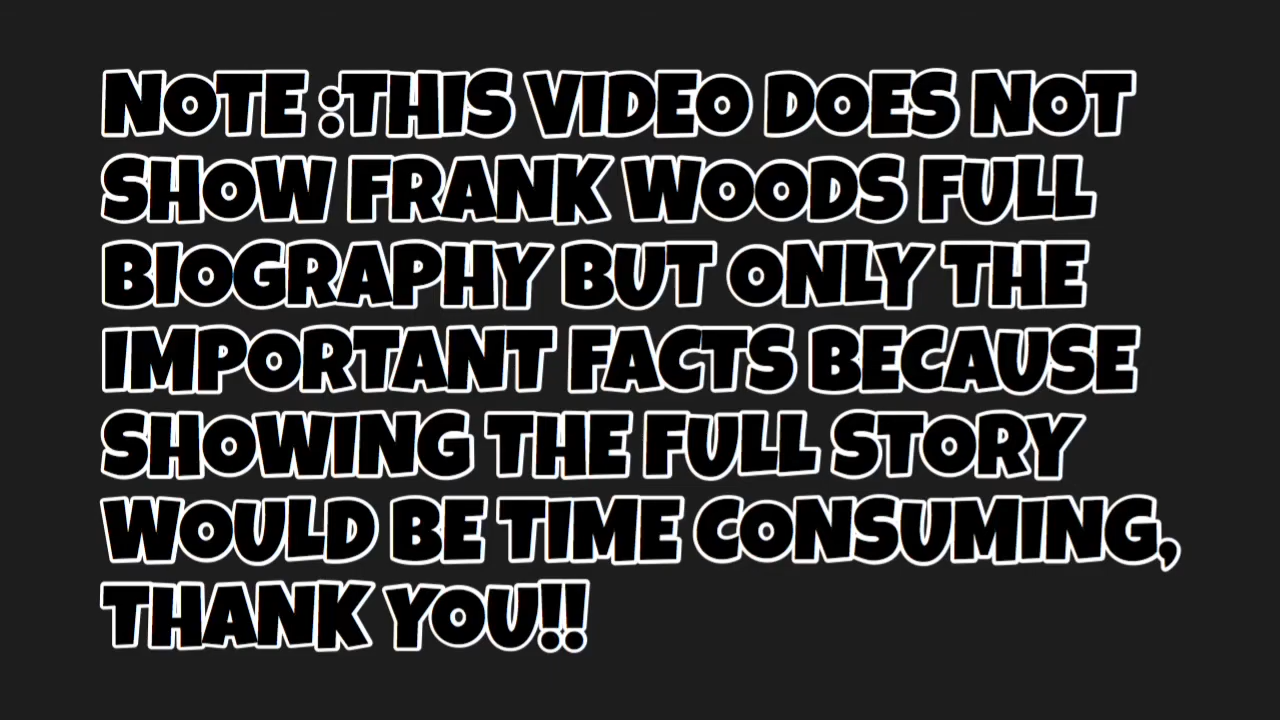 NOTE :THIS VIDEO DOES NOT
SHOW FRANK WOODS FULL
BIOGRAPHY BUT ONLY THE
IMPORTANT FACTS BECAUSE
SHOWING THE FULL STORY
WOULD BE TIME CONSUMING,
THANK YOU!!